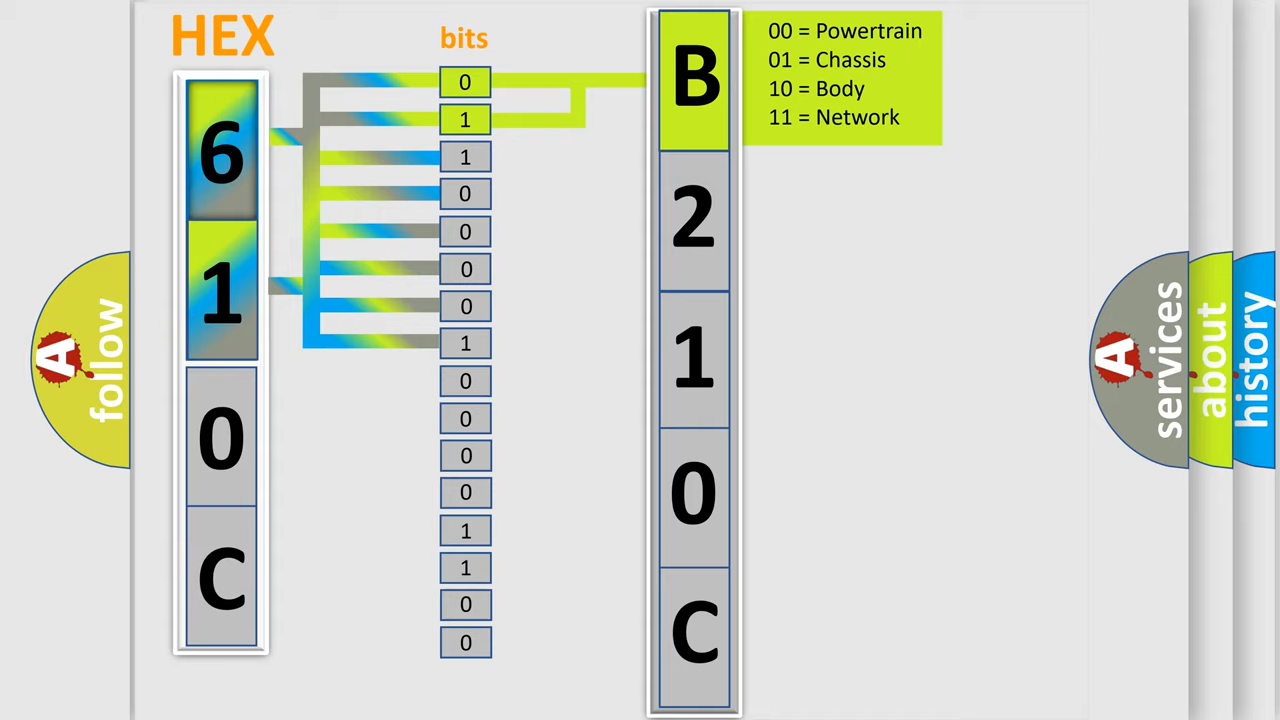 HEX
6
1
0
C
bits
0
1
1
0
0
0
0
1
0
0
0
0
1
1
0
0
B
2
1
0
C
00 = Powertrain
01 = Chassis
10 = Body
11 = Network
A
follow
A
services
about
history